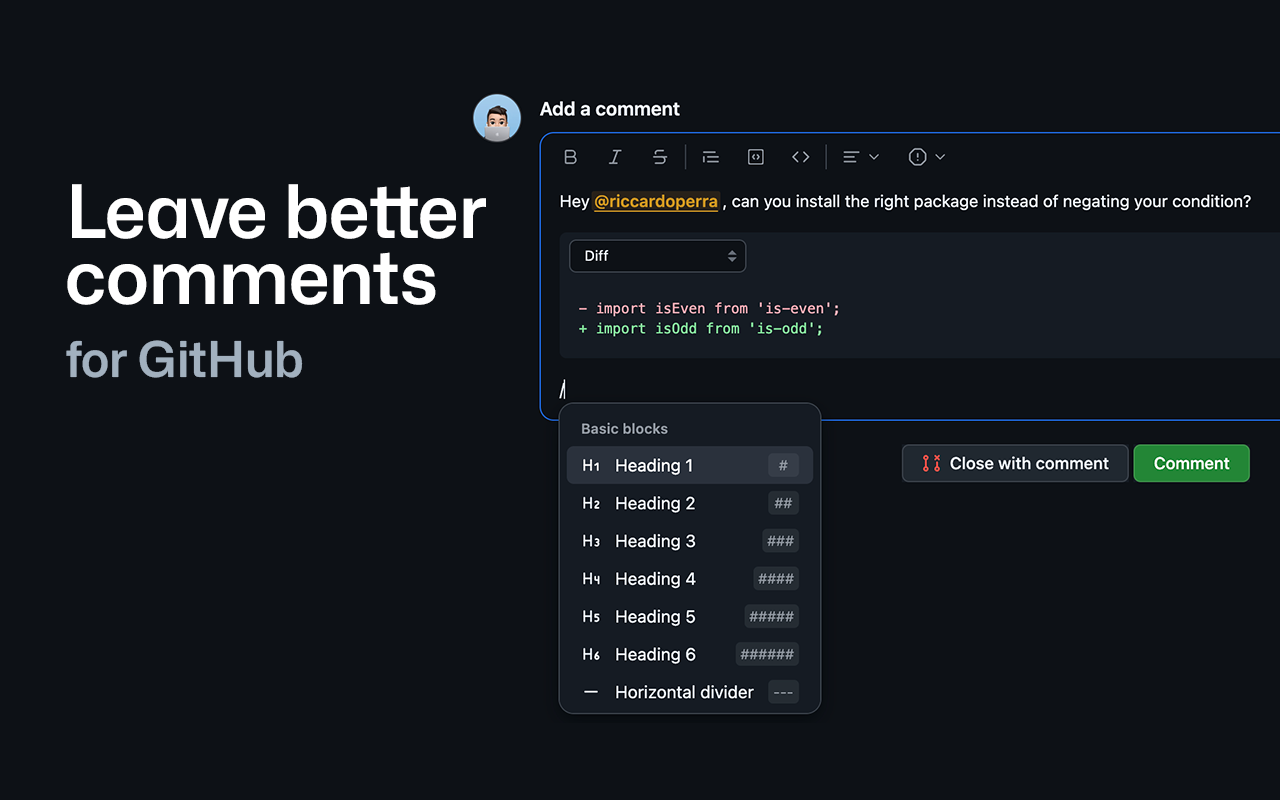 Leave better
comments
for GitHub
Add a comment
Hey @riccardoperra , can you install the right package instead of negating your condition?
Diff
- import isEven from 'is-even';
+ import isOdd from 'is-odd';
/
Basic blocks
H1 Heading 1 #
H2 Heading 2 ##
H3 Heading 3 ###
H4 Heading 4 ####
H5 Heading 5 #####
H6 Heading 6 ######
Horizontal divider ---
Close with comment
Comment